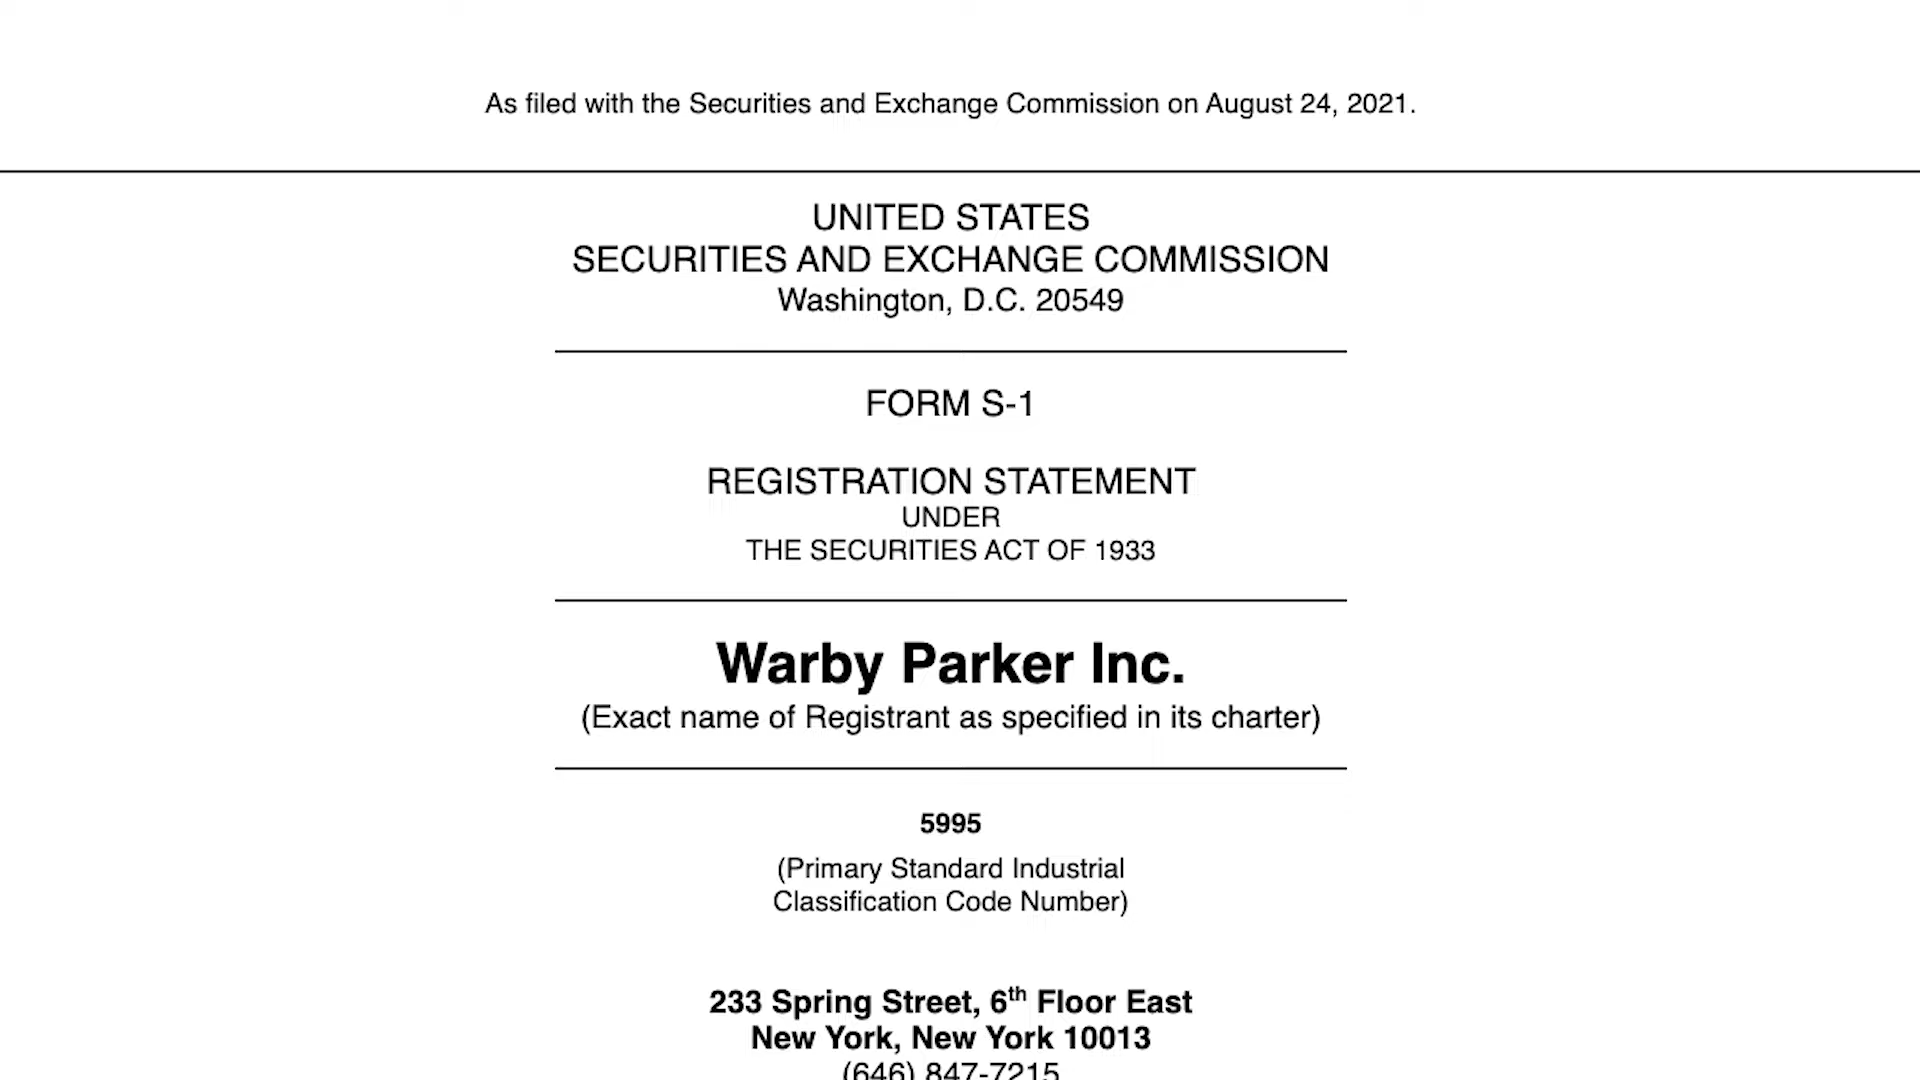 As filed with the Securities and Exchange Commission on August 24, 2021.
UNITED STATES
SECURITIES AND EXCHANGE COMMISSION
Washington, D.C. 20549
FORM S-1
REGISTRATION STATEMENT
UNDER
THE SECURITIES ACT OF 1933
Warby Parker Inc.
(Exact name of Registrant as specified in its charter)
5995
(Primary Standard Industrial
Classification Code Number)
233 Spring Street, 6th Floor East
New York, New York 10013
(646) 847-7215